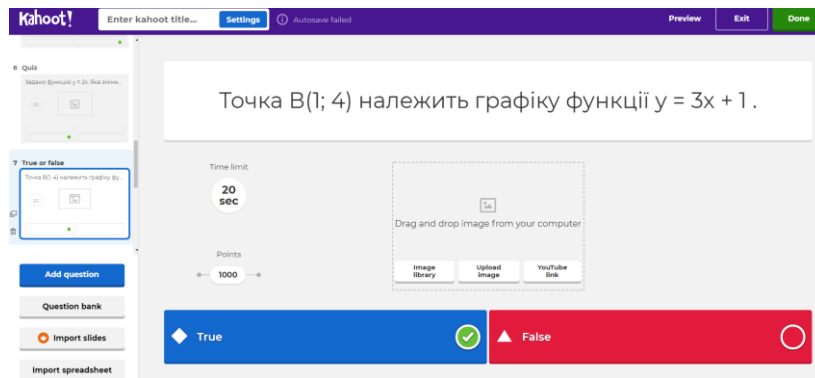 Kahoot!
Enter kahoot title...
Settings
Autosave failed
Preview
Exit
Done
6 Quiz
Задано функцію y = 2x. Яка змінн...
20
7 True or false
Точка В(1; 4) належить графіку фу...
20
Add question
Question bank
Import slides
Import spreadsheet
Точка В(1; 4) належить графіку функції y = 3x + 1 .
Time limit
20
sec
Points
1000
Drag and drop image from your computer
Image
library
Upload
image
YouTube
link
True
False